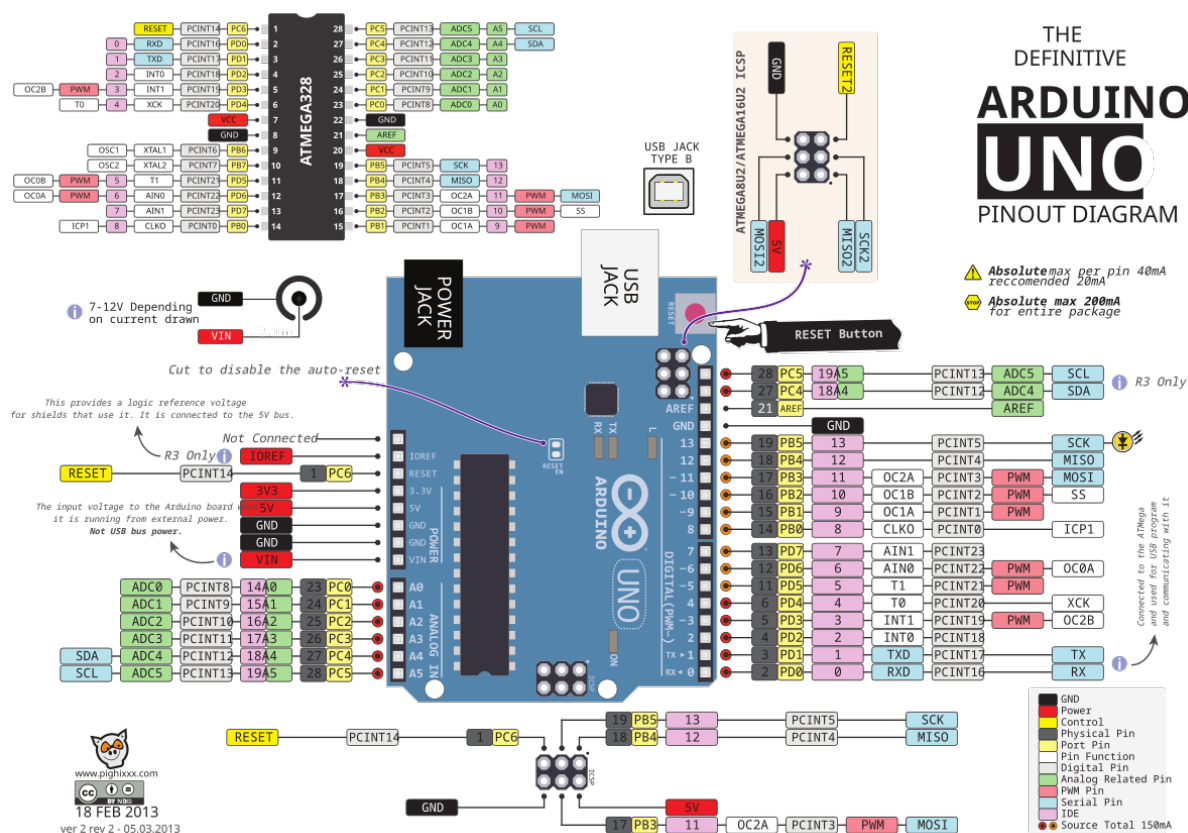 THE
DEFINITIVE
ARDUINO
UNO
PINOUT DIAGRAM
Absolute max per pin 40mA
reccomended 20mA
STOP
Absolute max 200mA
for entire package
ATMEGA328
RESET PCINT14 PC6 1
0 RXD PCINT16 PD0 2
1 TXD PCINT17 PD1 3
2 INT0 PCINT18 PD2 4
OC2B PWM 3 INT1 PCINT19 PD3 5
T0 4 XCK PCINT20 PD4 6
VCC 7
GND 8
OSC1 XTAL1 PCINT6 PB6 9
OSC2 XTAL2 PCINT7 PB7 10
OC0B PWM 5 T1 PCINT21 PD5 11
OC0A PWM 6 AIN0 PCINT22 PD6 12
7 AIN1 PCINT23 PD7 13
ICP1 8 CLKO PCINT0 PB0 14
28 PC5 PCINT13 ADC5 A5 SCL
27 PC4 PCINT12 ADC4 A4 SDA
26 PC3 PCINT11 ADC3 A3
25 PC2 PCINT10 ADC2 A2
24 PC1 PCINT9 ADC1 A1
23 PC0 PCINT8 ADC0 A0
22 GND
21 AREF
20 VCC
19 PB5 PCINT5 SCK 13
18 PB4 PCINT4 MISO 12
17 PB3 PCINT3 OC2A 11 PWM MOSI
16 PB2 PCINT2 OC1B 10 PWM SS
15 PB1 PCINT1 OC1A 9 PWM
USB JACK
TYPE B
ATMEGA8U2/ATMEGA16U2 ICSP
GND
RESET2
MOSI2
5V
MISO2
SCK2
7-12V Depending
on current drawn
GND
VIN
POWER
JACK
USB
JACK
RESET
RESET Button
Cut to disable the auto-reset
This provides a logic reference voltage
for shields that use it. It is connected to the 5V bus.
Not Connected
R3 Only
IOREF
RESET PCINT14 1 PC6
3V3
5V
GND
GND
VIN
The input voltage to the Arduino board when
it is running from external power.
Not USB bus power.
ADC0 PCINT8 14A0 23 PC0
ADC1 PCINT9 15A1 24 PC1
ADC2 PCINT10 16A2 25 PC2
ADC3 PCINT11 17A3 26 PC3
SDA ADC4 PCINT12 18A4 27 PC4
SCL ADC5 PCINT13 19A5 28 PC5
IOREF
RESET
3.3V
5V
GND
GND
VIN
POWER
A0
A1
A2
A3
A4
A5
ANALOG IN
RESET
EN
RX
TX
L
ARDUINO
UNO
ON
ICSP
DIGITAL(PWM~)
AREF
GND
13
12
~11
~10
~9
8
7
~6
~5
4
~3
2
TX 1
RX 0
28 PC5 19A5 PCINT13 ADC5 SCL
27 PC4 18A4 PCINT12 ADC4 SDA
R3 Only
21 AREF AREF
GND
19 PB5 13 PCINT5 SCK
18 PB4 12 PCINT4 MISO
17 PB3 11 OC2A PCINT3 PWM MOSI
16 PB2 10 OC1B PCINT2 PWM SS
15 PB1 9 OC1A PCINT1 PWM
14 PB0 8 CLKO PCINT0 ICP1
13 PD7 7 AIN1 PCINT23
12 PD6 6 AIN0 PCINT22 PWM OC0A
11 PD5 5 T1 PCINT21 PWM
6 PD4 4 T0 PCINT20 XCK
5 PD3 3 INT1 PCINT19 PWM OC2B
4 PD2 2 INT0 PCINT18
3 PD1 1 TXD PCINT17 TX
2 PD0 0 RXD PCINT16 RX
Connected to the ATMega
and used for USB program
and communicating with it
19 PB5 13 PCINT5 SCK
18 PB4 12 PCINT4 MISO
RESET PCINT14 1 PC6
ICSP
GND
5V
17 PB3 11 OC2A PCINT3 PWM MOSI
GND
Power
Control
Physical Pin
Port Pin
Pin Function
Digital Pin
Analog Related Pin
PWM Pin
Serial Pin
IDE
Source Total 150mA
www.pighixxx.com
cc
BY ND
18 FEB 2013
ver 2 rev 2 - 05.03.2013